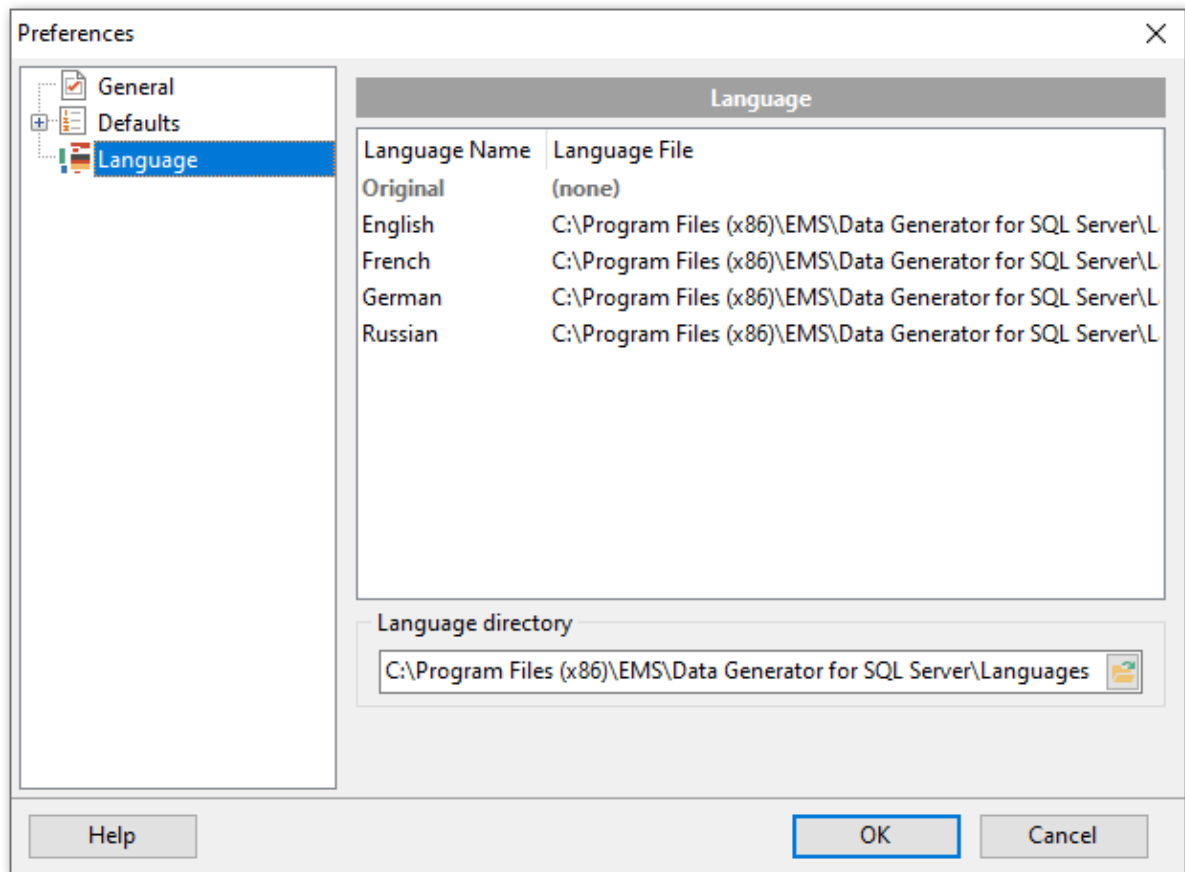 Preferences
General
Defaults
Language
Language
Language Name Language File
Original (none)
English C:\Program Files (x86)\EMS\Data Generator for SQL Server\L
French C:\Program Files (x86)\EMS\Data Generator for SQL Server\L
German C:\Program Files (x86)\EMS\Data Generator for SQL Server\L
Russian C:\Program Files (x86)\EMS\Data Generator for SQL Server\L
Language directory
C:\Program Files (x86)\EMS\Data Generator for SQL Server\Languages
Help OK Cancel